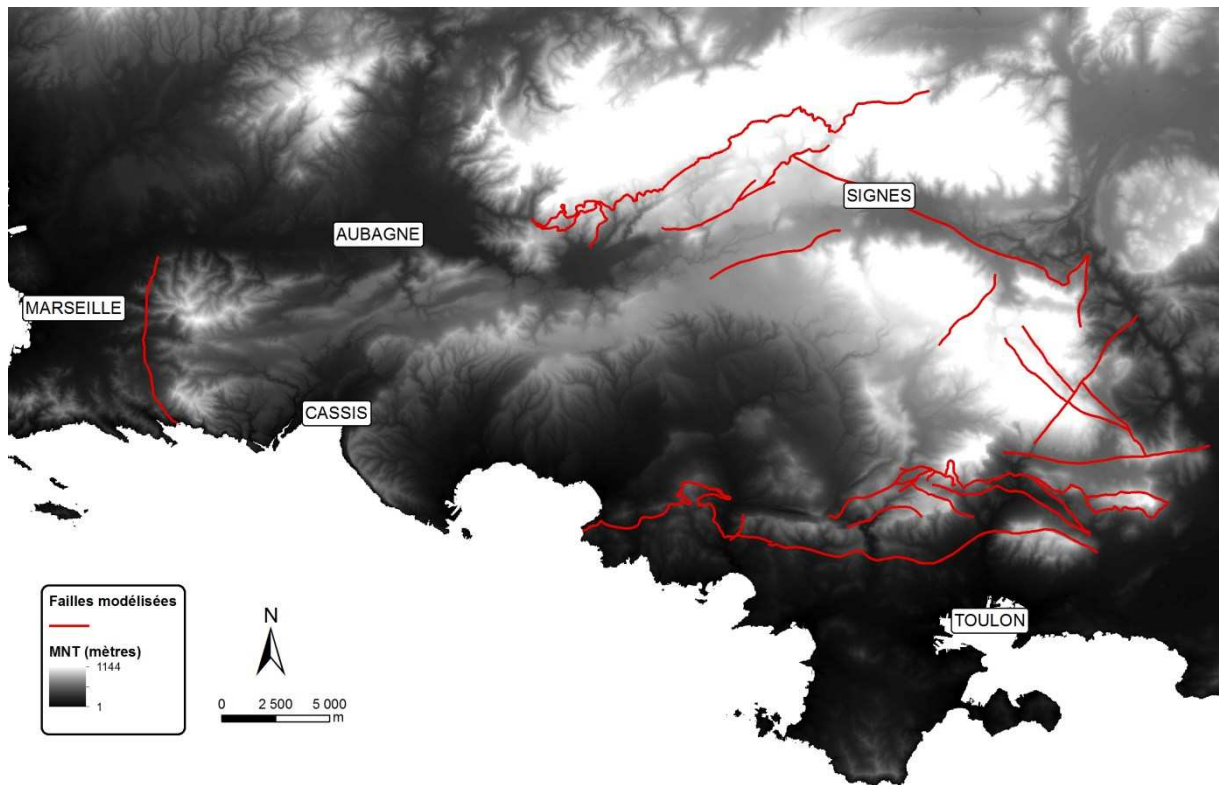 SIGNES
AUBAGNE
MARSEILLE
CASSIS
TOULON
Failles modélisées
MNT (mètres)
1144
1
N
0 2 500 5 000
m